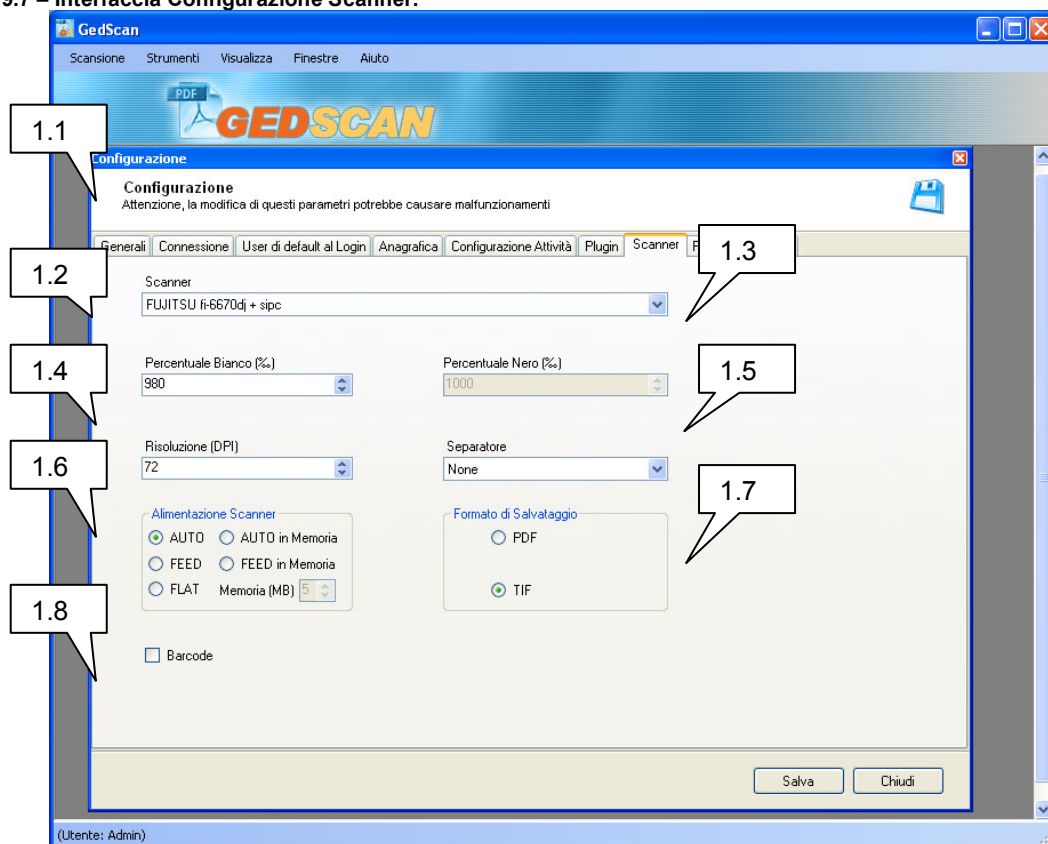 9.7 – Interfaccia Configurazione Scanner.
GedScan
Scansione Strumenti Visualizza Finestre Aiuto
PDF
GEDSCAN
1.1
Configurazione
Configurazione
Attenzione, la modifica di questi parametri potrebbe causare malfunzionamenti
Generali Connessione User di default al Login Anagrafica Configurazione Attività Plugin Scanner
1.2
1.3
Scanner
FUJITSU fi-6670dj + sipc
1.4
1.5
Percentuale Bianco (‰) Percentuale Nero (‰)
980 1000
1.6
Risoluzione (DPI) Separatore
72 None
1.7
Alimentazione Scanner Formato di Salvataggio
AUTO AUTO in Memoria PDF
FEED FEED in Memoria
FLAT Memoria (MB) 5 TIF
1.8
Barcode
Salva Chiudi
(Utente: Admin)